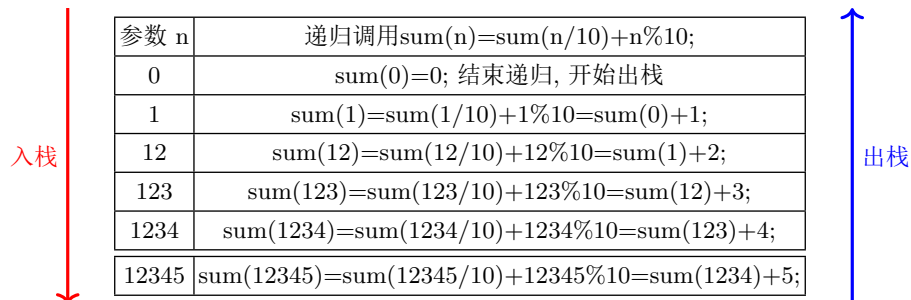 参数 n 递归调用sum(n)=sum(n/10)+n%10;
0 sum(0)=0; 结束递归, 开始出栈
1 sum(1)=sum(1/10)+1%10=sum(0)+1;
12 sum(12)=sum(12/10)+12%10=sum(1)+2;
入栈
出栈
123 sum(123)=sum(123/10)+123%10=sum(12)+3;
1234 sum(1234)=sum(1234/10)+1234%10=sum(123)+4;
12345 sum(12345)=sum(12345/10)+12345%10=sum(1234)+5;